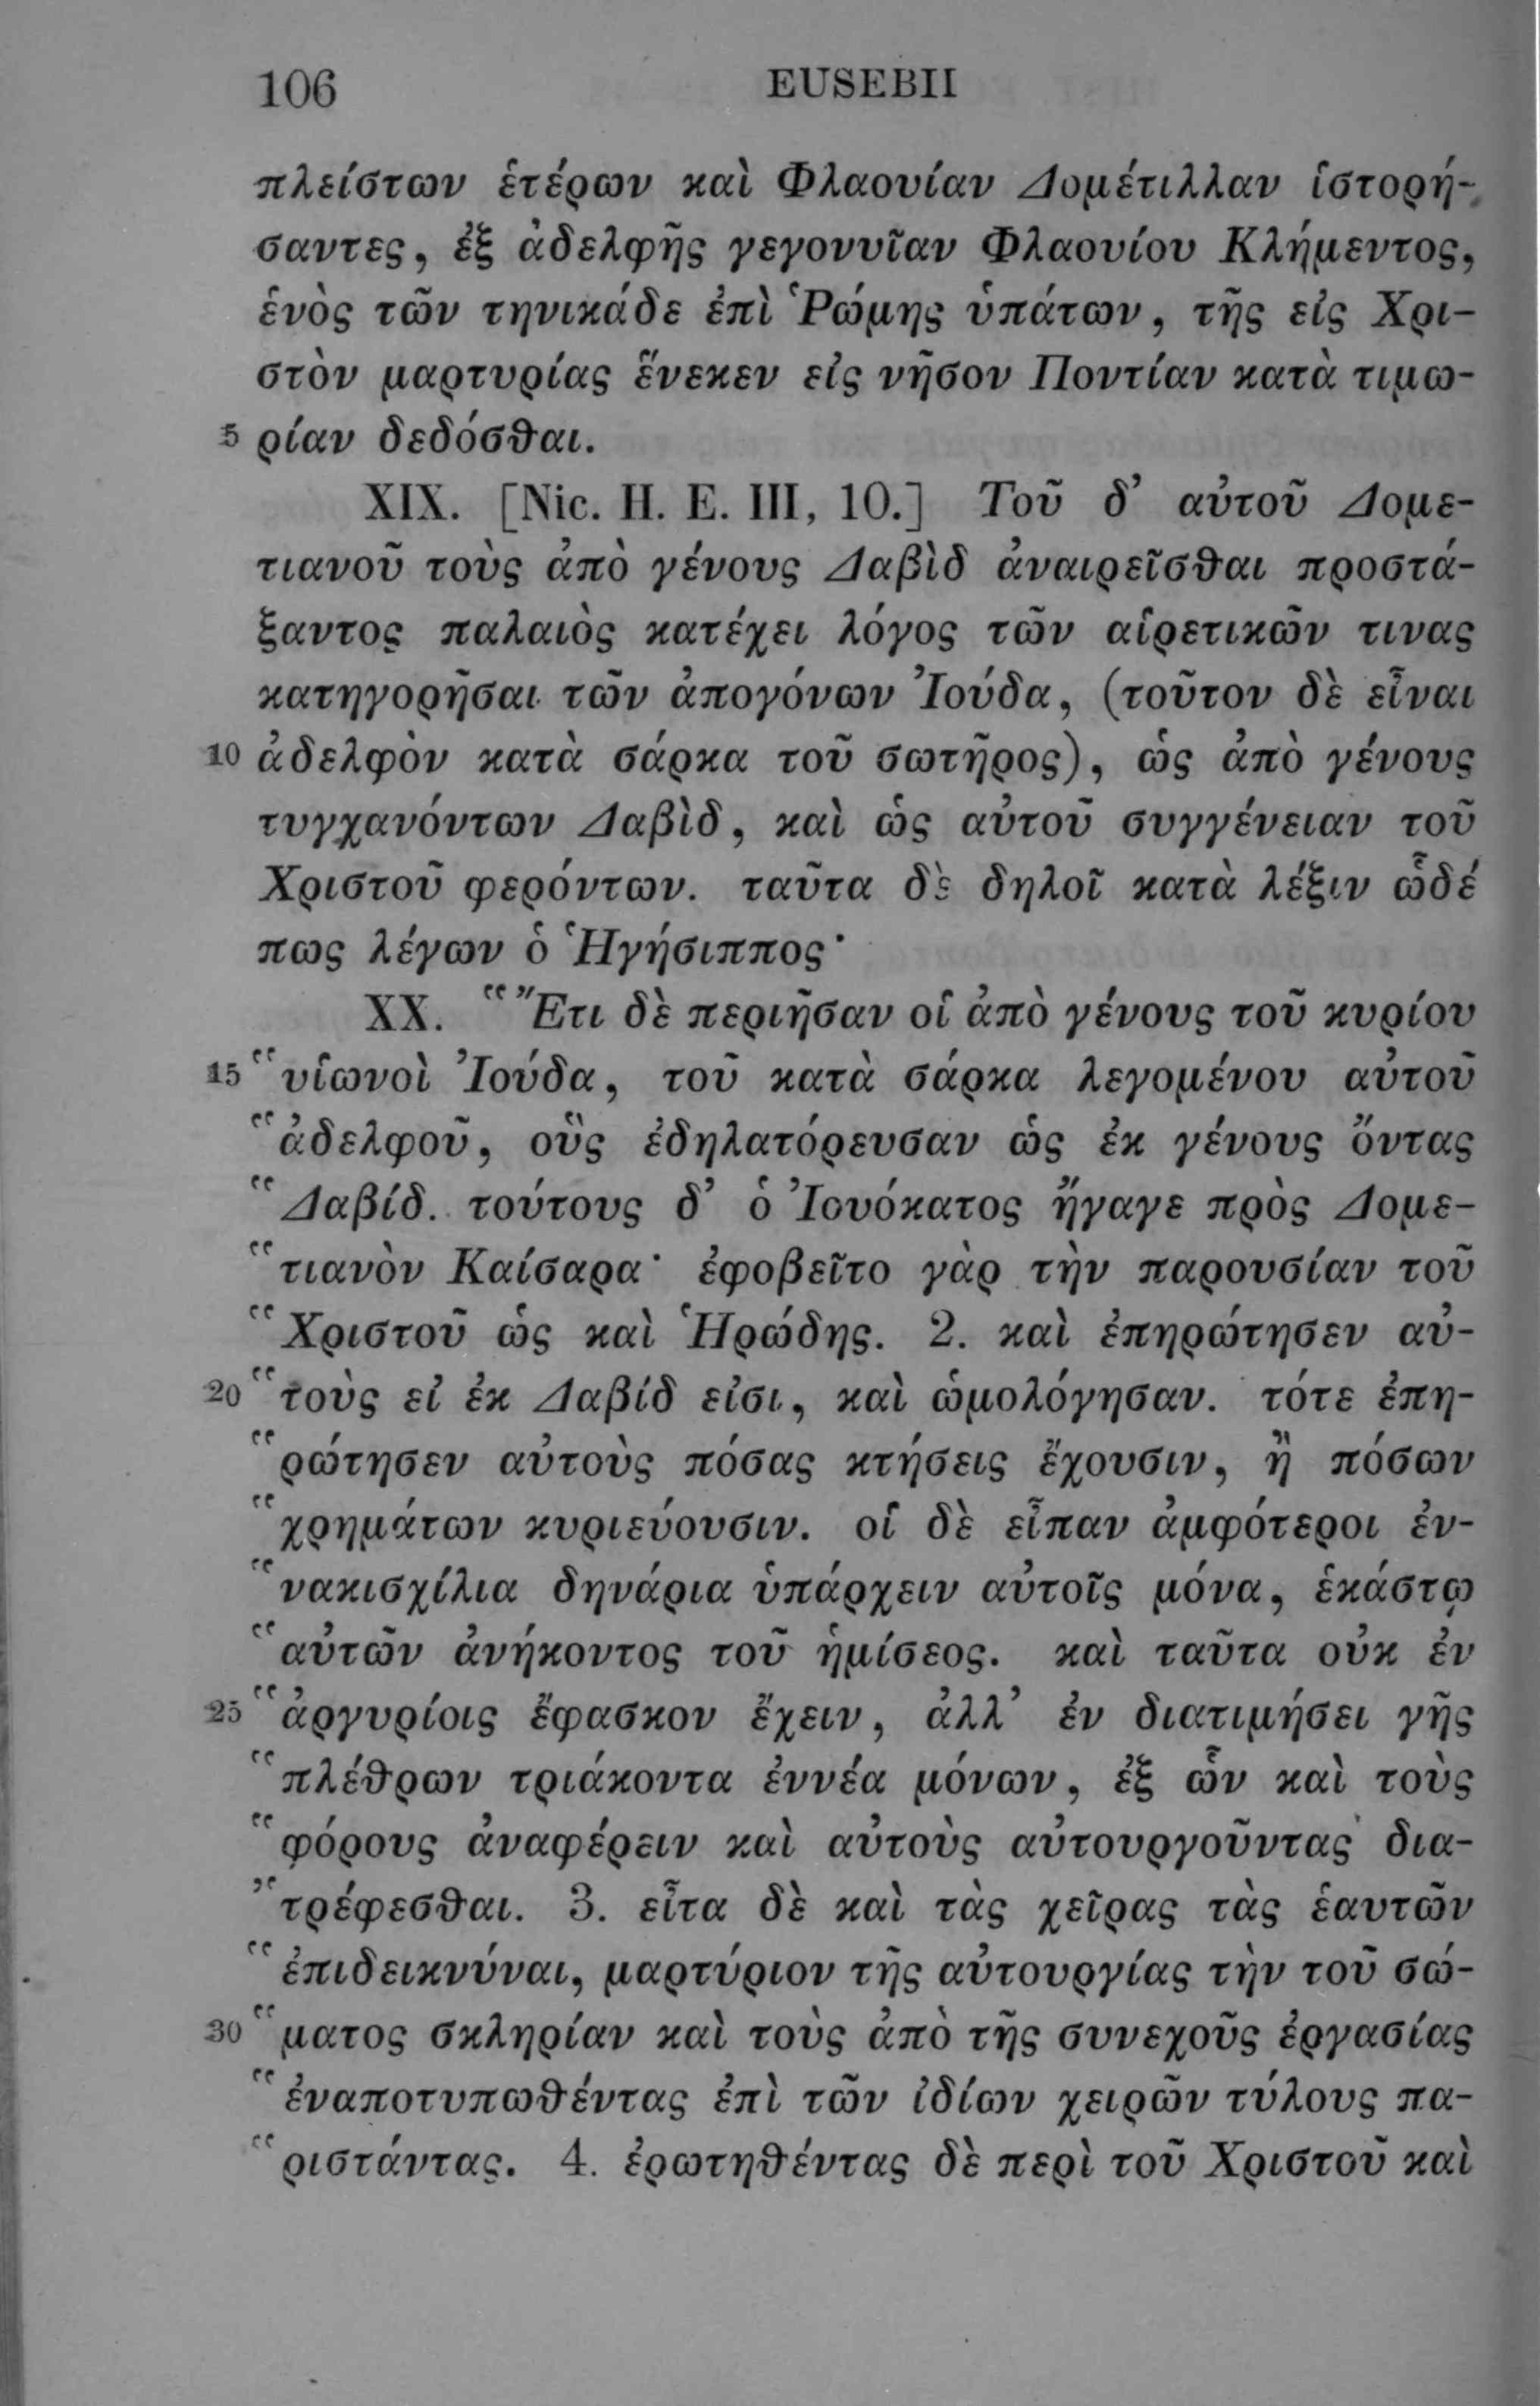 106 EUSEBII
πλείστων ἑτέρων καὶ Φλαουίαν Δομέτιλλαν ἱστορή-
σαντες, ἐξ ἀδελφῆς γεγονυῖαν Φλαουίου Κλήμεντος,
ἑνὸς τῶν τηνικάδε ἐπὶ Ῥώμης ὑπάτων, τῆς εἰς Χρι-
στὸν μαρτυρίας ἕνεκεν εἰς νῆσον Ποντίαν κατὰ τιμω-
5 ρίαν δεδόσθαι.
XIX. [Nic. H. E. III, 10.] Τοῦ δ’ αὐτοῦ Δομε-
τιανοῦ τοὺς ἀπὸ γένους Δαβὶδ ἀναιρεῖσθαι προστά-
ξαντος παλαιὸς κατέχει λόγος τῶν αἱρετικῶν τινας
κατηγορῆσαι τῶν ἀπογόνων Ἰούδα, (τοῦτον δὲ εἶναι
10 ἀδελφὸν κατὰ σάρκα τοῦ σωτῆρος), ὡς ἀπὸ γένους
τυγχανόντων Δαβὶδ, καὶ ὡς αὐτοῦ συγγένειαν τοῦ
Χριστοῦ φερόντων. ταῦτα δὲ δηλοῖ κατὰ λέξιν ὧδέ
πως λέγων ὁ Ἡγήσιππος·
XX. “Ἔτι δὲ περιῆσαν οἱ ἀπὸ γένους τοῦ κυρίου
15 “υἱωνοὶ Ἰούδα, τοῦ κατὰ σάρκα λεγομένου αὐτοῦ
“ἀδελφοῦ, οὓς ἐδηλατόρευσαν ὡς ἐκ γένους ὄντας
“Δαβίδ. τούτους δ’ ὁ Ἰουόκατος ἤγαγε πρὸς Δομε-
“τιανὸν Καίσαρα· ἐφοβεῖτο γὰρ τὴν παρουσίαν τοῦ
“Χριστοῦ ὡς καὶ Ἡρώδης. 2. καὶ ἐπηρώτησεν αὐ-
20 “τοὺς εἰ ἐκ Δαβίδ εἰσι, καὶ ὡμολόγησαν. τότε ἐπη-
“ρώτησεν αὐτοὺς πόσας κτήσεις ἔχουσιν, ἢ πόσων
“χρημάτων κυριεύουσιν. οἱ δὲ εἶπαν ἀμφότεροι ἐν-
“νακισχίλια δηνάρια ὑπάρχειν αὐτοῖς μόνα, ἑκάστῳ
“αὐτῶν ἀνήκοντος τοῦ ἡμίσεος. καὶ ταῦτα οὐκ ἐν
25 “ἀργυρίοις ἔφασκον ἔχειν, ἀλλ’ ἐν διατιμήσει γῆς
“πλέθρων τριάκοντα ἐννέα μόνων, ἐξ ὧν καὶ τοὺς
“φόρους ἀναφέρειν καὶ αὐτοὺς αὐτουργοῦντας δια-
“τρέφεσθαι. 3. εἶτα δὲ καὶ τὰς χεῖρας τὰς ἑαυτῶν
“ἐπιδεικνύναι, μαρτύριον τῆς αὐτουργίας τὴν τοῦ σώ-
30 “ματος σκληρίαν καὶ τοὺς ἀπὸ τῆς συνεχοῦς ἐργασίας
“ἐναποτυπωθέντας ἐπὶ τῶν ἰδίων χειρῶν τύλους πα-
“ριστάντας. 4. ἐρωτηθέντας δὲ περὶ τοῦ Χριστοῦ καὶ